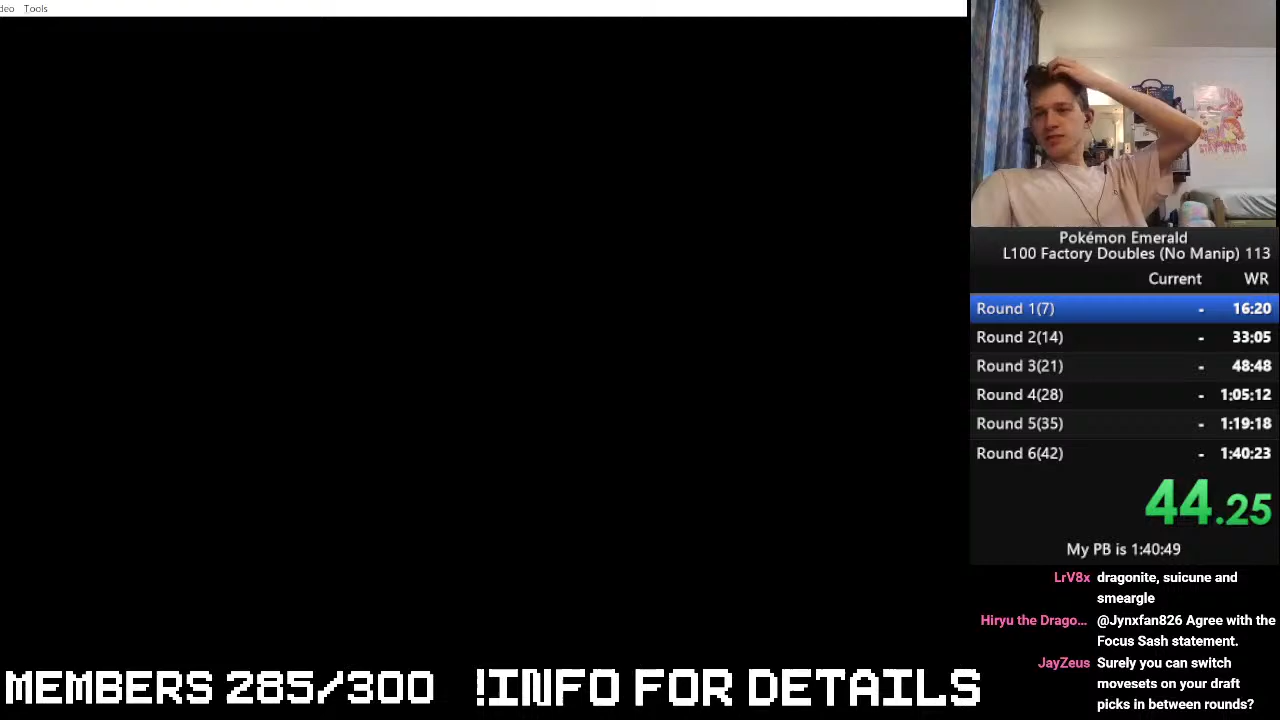 Tools
Pokémon Emerald
L100 Factory Doubles (No Manip) 113
Current WR
Round 1(7) - 16:20
Round 2(14) - 33:05
Round 3(21) - 48:48
Round 4(28) - 1:05:12
Round 5(35) - 1:19:18
Round 6(42) - 1:40:23
44.25
My PB is 1:40:49
LrV8x dragonite, suicune and
smeargle
Hiryu the Drago… @Jynxfan826 Agree with the
Focus Sash statement.
JayZeus Surely you can switch
movesets on your draft
picks in between rounds?
MEMBERS 285/300 !INFO FOR DETAILS